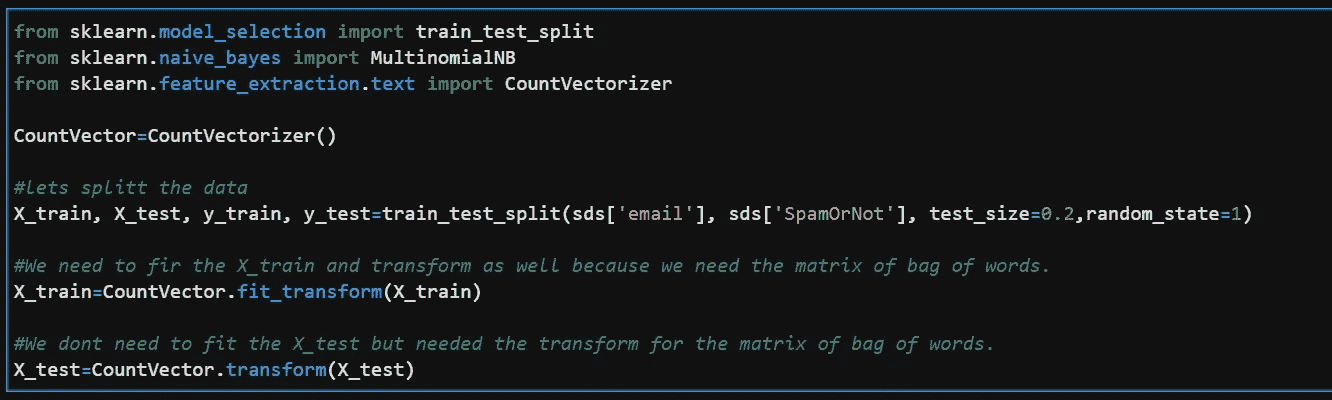 from sklearn.model_selection import train_test_split
from sklearn.naive_bayes import MultinomialNB
from sklearn.feature_extraction.text import CountVectorizer
CountVector=CountVectorizer()
#lets splitt the data
X_train, X_test, y_train, y_test=train_test_split(sds['email'], sds['SpamOrNot'], test_size=0.2,random_state=1)
#We need to fir the X_train and transform as well because we need the matrix of bag of words.
X_train=CountVector.fit_transform(X_train)
#We dont need to fit the X_test but needed the transform for the matrix of bag of words.
X_test=CountVector.transform(X_test)